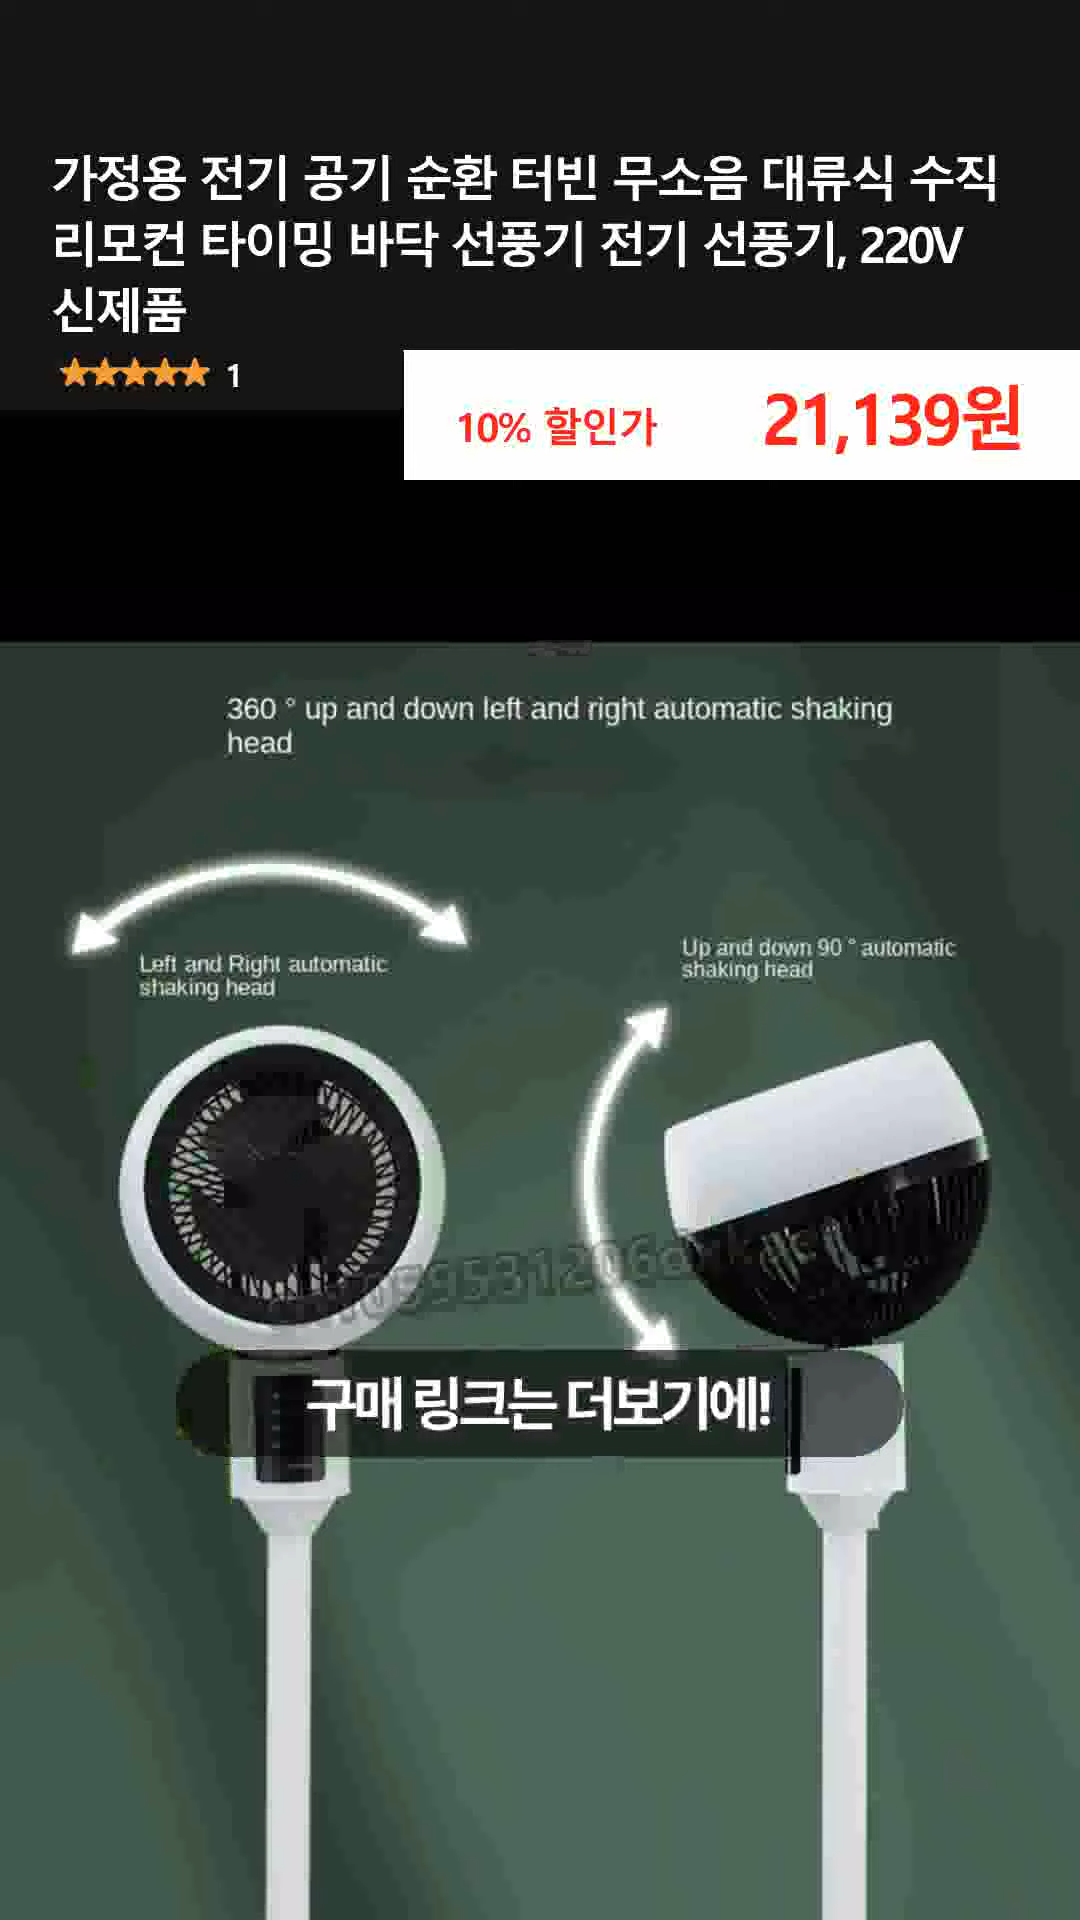 가정용 전기 공기 순환 터빈 무소음 대류식 수직
리모컨 타이밍 바닥 선풍기 전기 선풍기, 220V
신제품
1
10% 할인가 21,139원
360 ° up and down left and right automatic shaking
head
Left and Right automatic
shaking head
Up and down 90 ° automatic
shaking head
구매 링크는 더보기에!